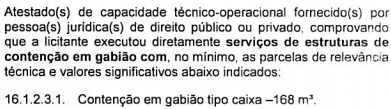 Atestado(s) de capacidade técnico-operacional fornecido(s) por
pessoa(s) jurídica(s) de direito público ou privado, comprovando
que a licitante executou diretamente serviços de estruturas de
contenção em gabião com, no mínimo, as parcelas de relevância
técnica e valores significativos abaixo indicados:
16.1.2.3.1. Contenção em gabião tipo caixa –168 m³.